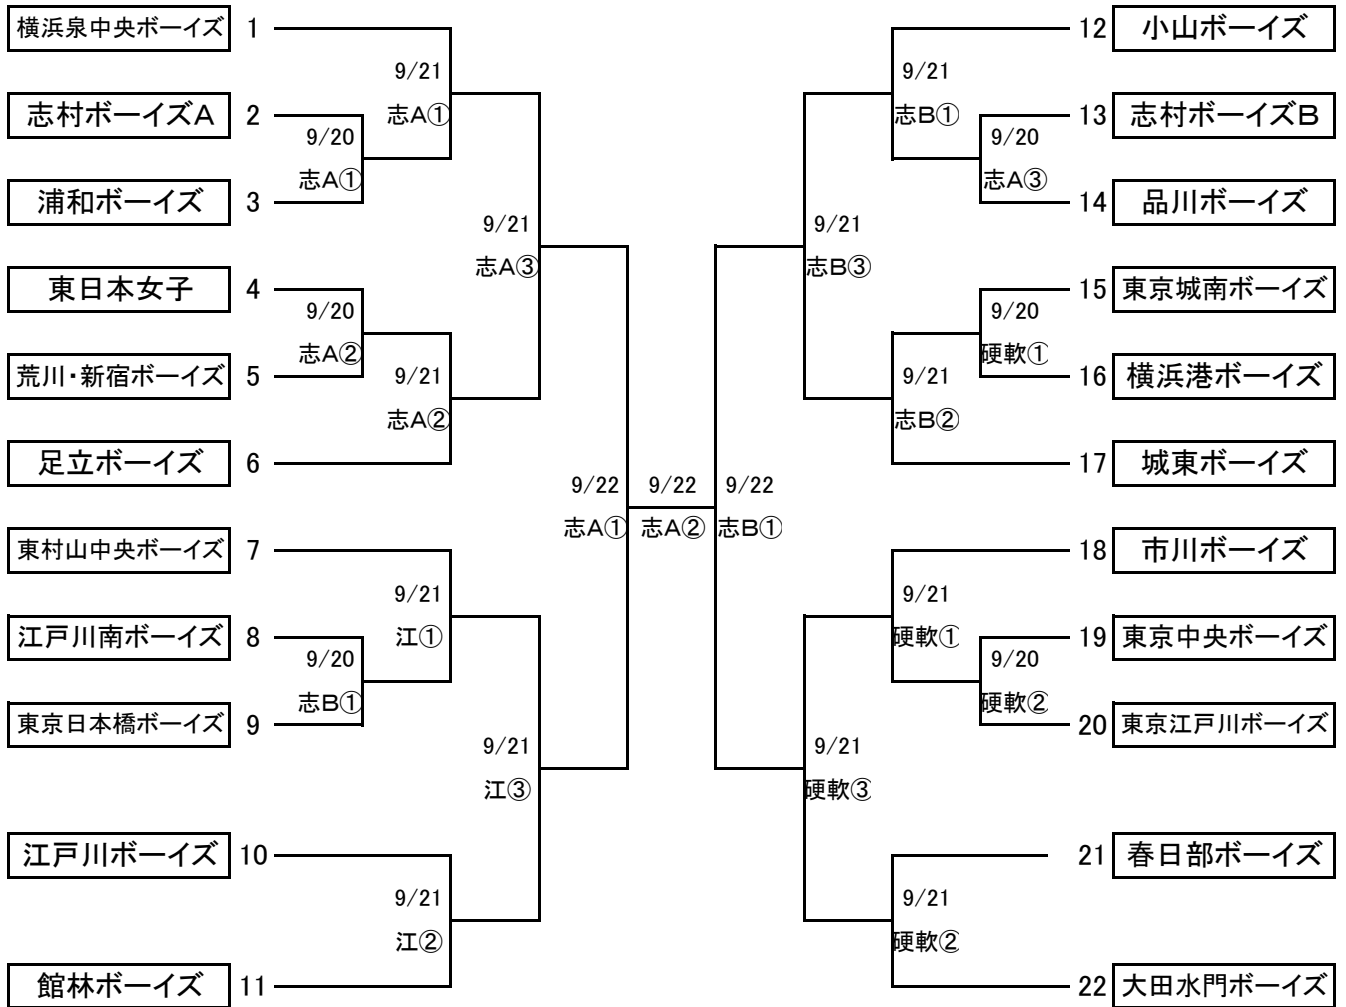 横浜泉中央ボーイズ 1
9/21
志A①
志村ボーイズA 2
9/20
志A①
浦和ボーイズ 3
9/21
志A③
東日本女子 4
9/20
志A②
荒川・新宿ボーイズ 5
9/21
志A②
足立ボーイズ 6
9/22
志A①
東村山中央ボーイズ 7
9/21
江①
江戸川南ボーイズ 8
9/20
志B①
東京日本橋ボーイズ 9
9/21
江③
江戸川ボーイズ 10
9/21
江②
館林ボーイズ 11
9/22
志A②
12 小山ボーイズ
9/21
志B①
13 志村ボーイズB
9/20
志A③
14 品川ボーイズ
9/21
志B③
15 東京城南ボーイズ
9/20
硬軟①
16 横浜港ボーイズ
9/21
志B②
17 城東ボーイズ
9/22
志B①
18 市川ボーイズ
9/21
硬軟①
19 東京中央ボーイズ
9/20
硬軟②
20 東京江戸川ボーイズ
9/21
硬軟③
21 春日部ボーイズ
9/21
硬軟②
22 大田水門ボーイズ